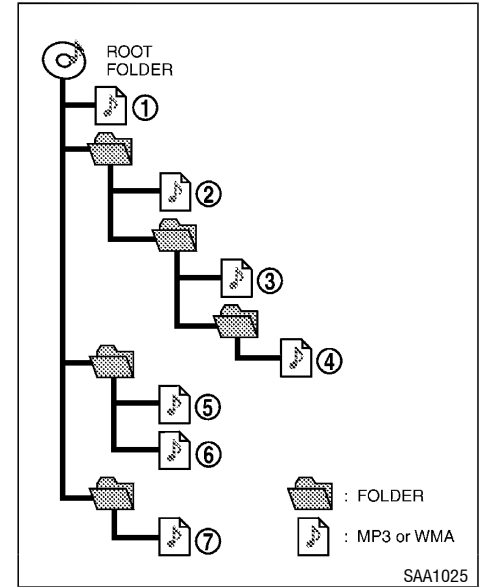 ROOT
FOLDER
①
②
③
④
⑤
⑥
⑦
: FOLDER
: MP3 or WMA
SAA1025